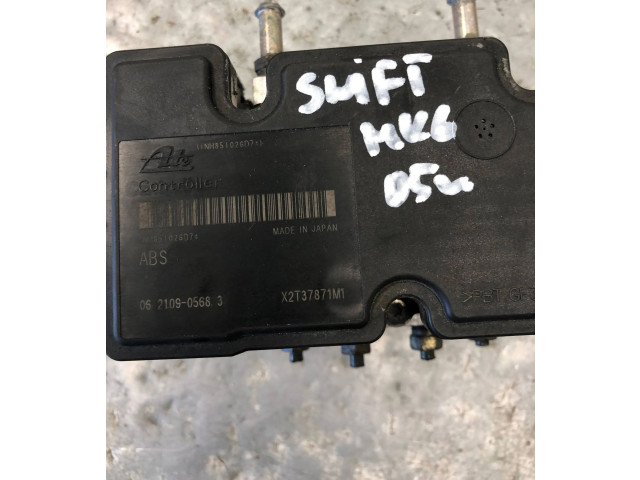 Ate
Controller
MADE IN JAPAN
ABS
06 2109-0568 3
X2T37871M1
SWIFT
MK6
05